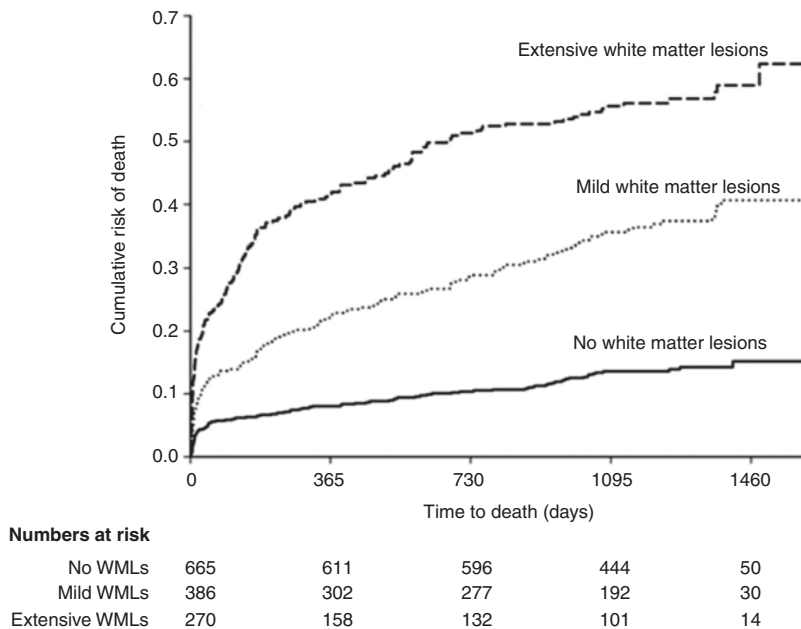 0.7
Extensive white matter lesions
0.6
0.5
Mild white matter lesions
0.4
0.3
0.2
No white matter lesions
0.1
0.0
Cumulative risk of death
0 365 730 1095 1460
Time to death (days)
Numbers at risk
No WMLs 665 611 596 444 50
Mild WMLs 386 302 277 192 30
Extensive WMLs 270 158 132 101 14